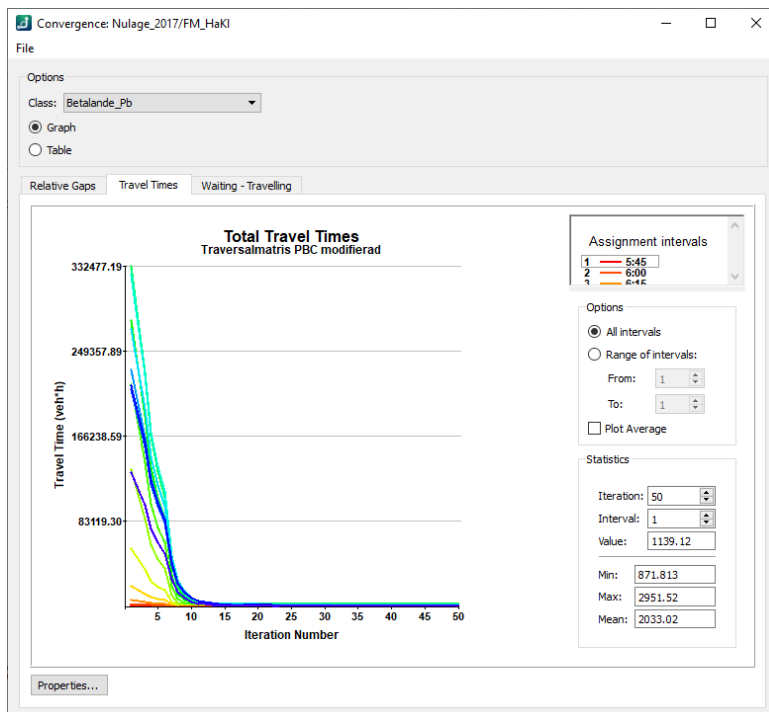 Convergence: Nulage_2017/FM_HaKI
File
Options
Class: Betalande_Pb
Graph
Table
Relative Gaps Travel Times Waiting - Travelling
Total Travel Times
Traversalmatris PBC modifierad
332477.19
249357.89
166238.59
83119.30
Travel Time (veh*h)
5 10 15 20 25 30 35 40 45 50
Iteration Number
Assignment intervals
1 5:45
2 6:00
3 6:15
Options
All intervals
Range of intervals:
From: 1
To: 1
Plot Average
Statistics
Iteration: 50
Interval: 1
Value: 1139.12
Min: 871.813
Max: 2951.52
Mean: 2033.02
Properties...